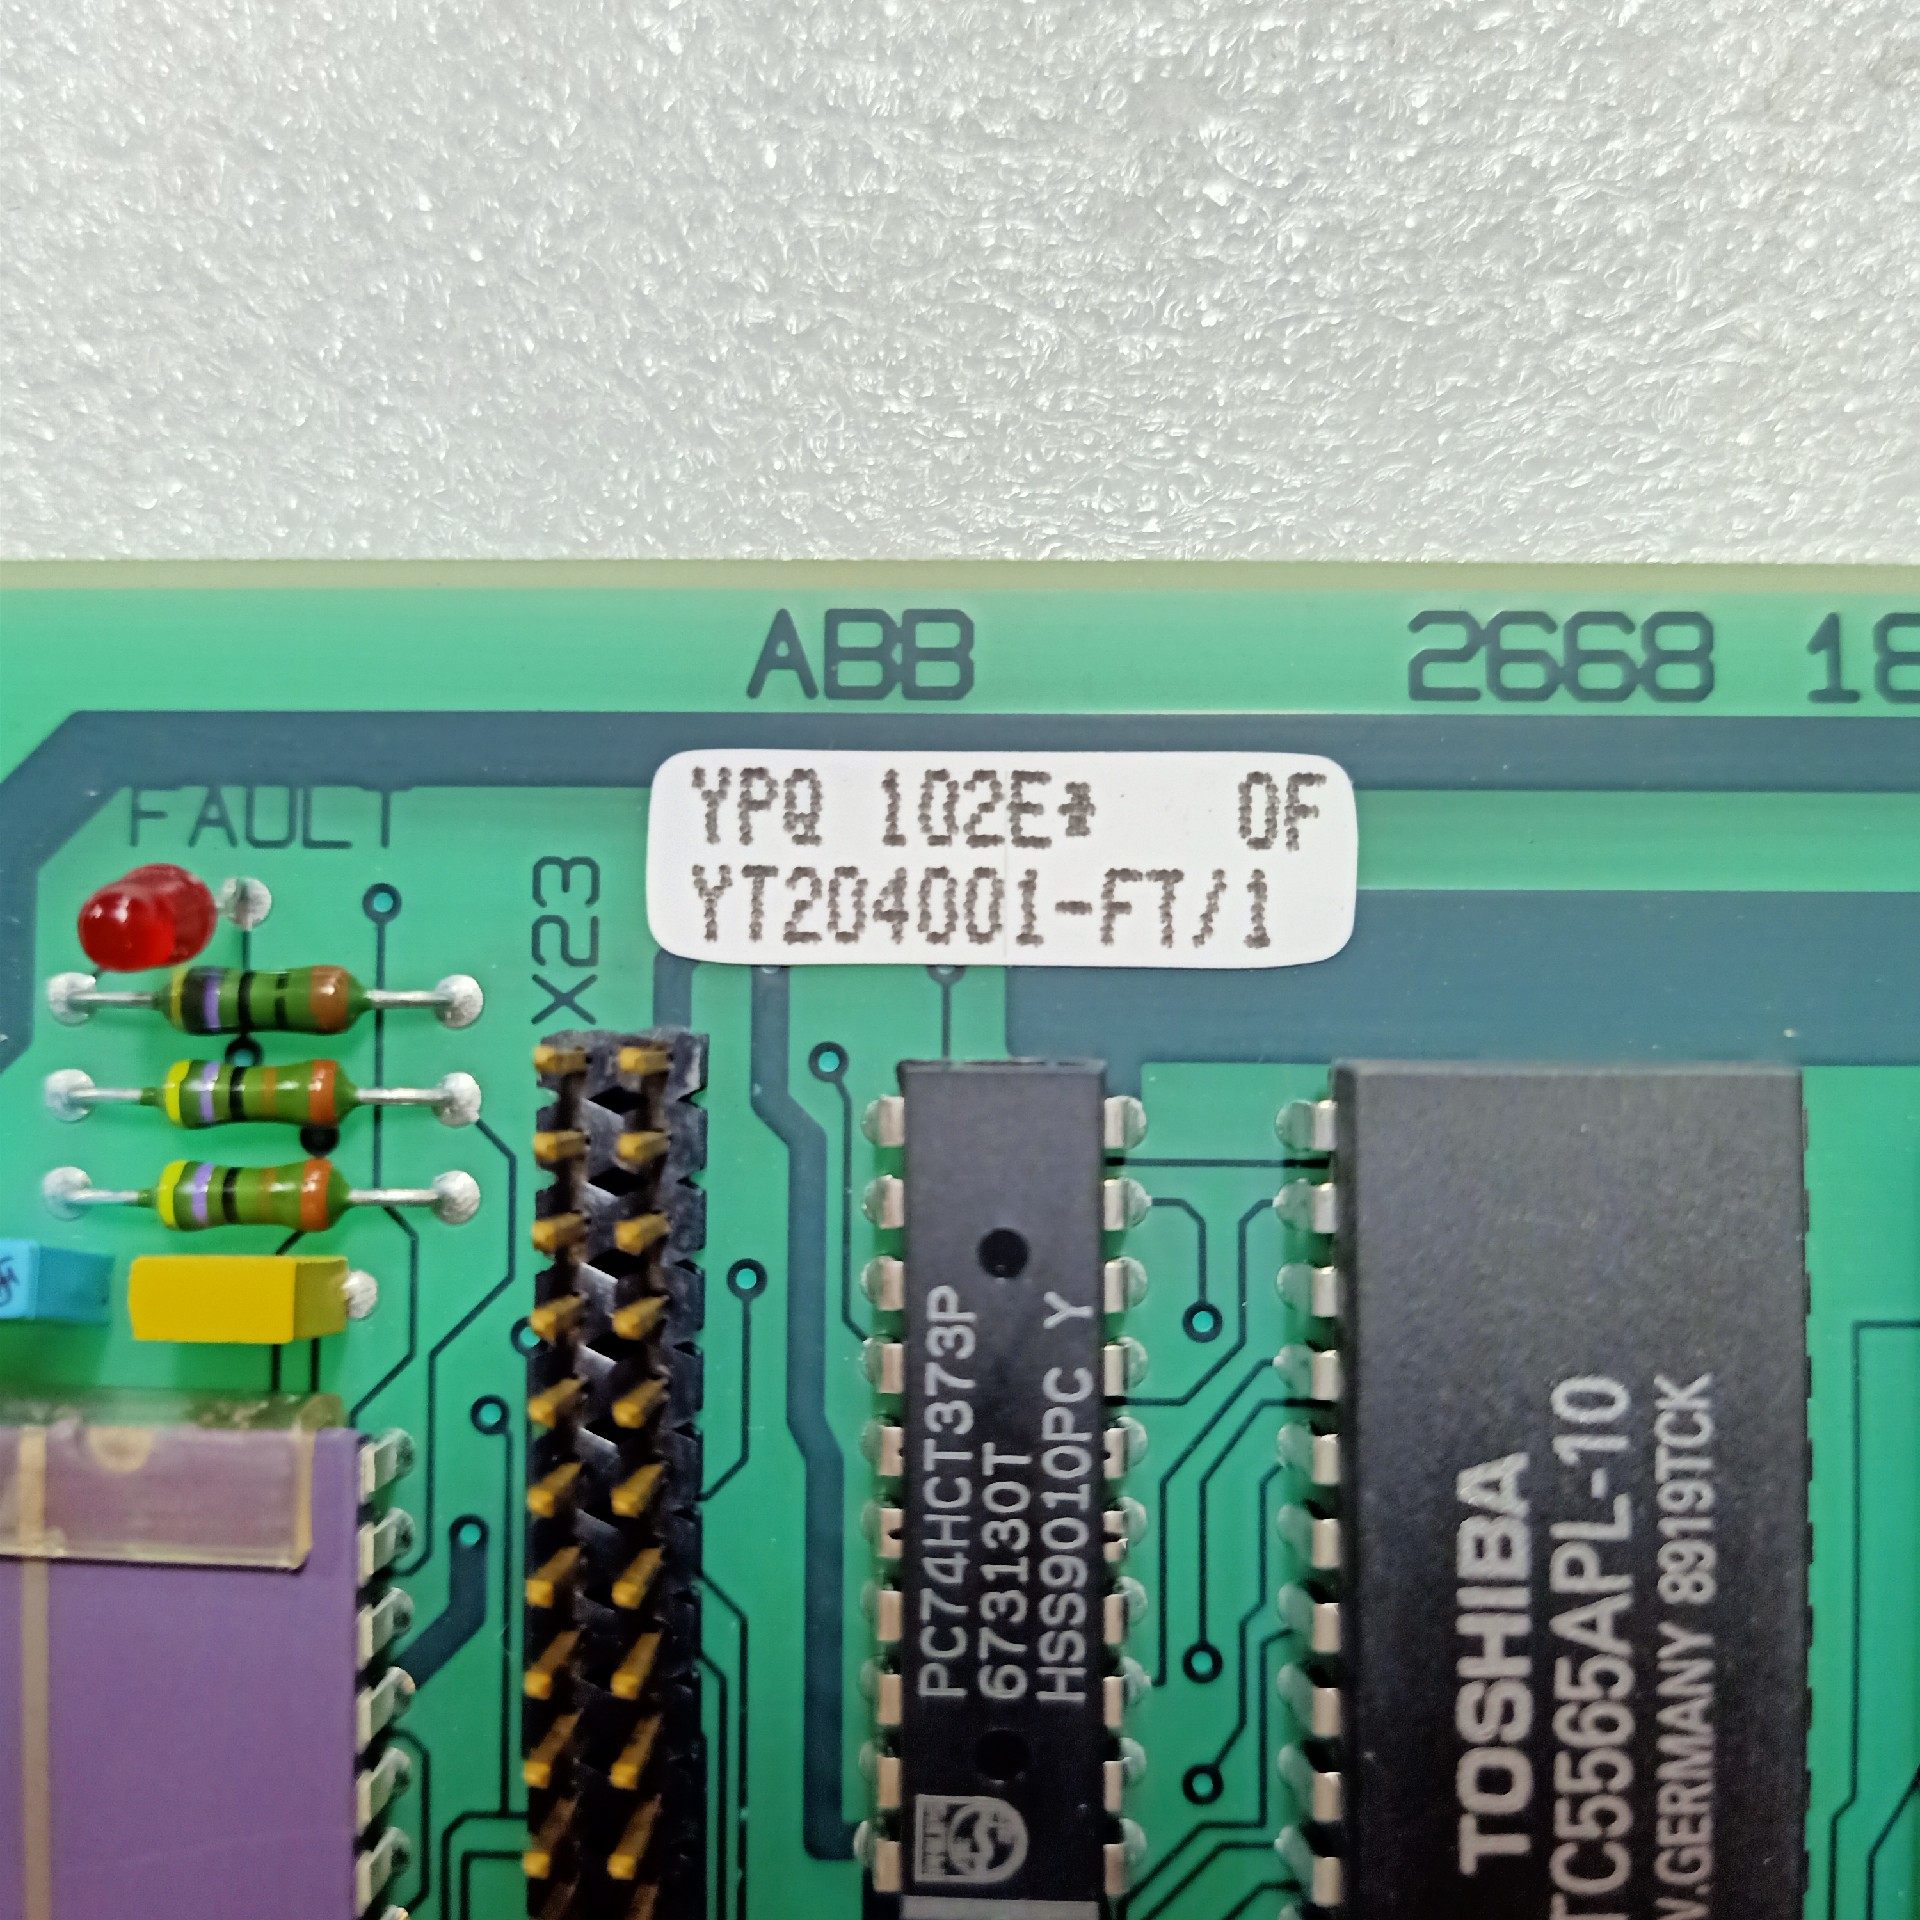 ABB
2668 18
FAULT
YPQ 102E* 0F
YT204001-FT/1
X23
PC74HCT373P
673130T
HSS9010PC Y
TOSHIBA
TC5565APL-10
W.GERMANY 8919TCK